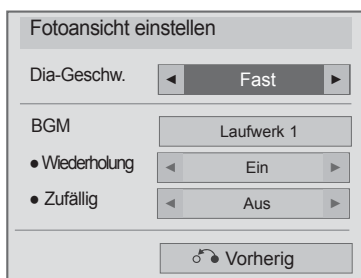 Fotoansicht einstellen
Dia-Geschw. ◄ Fast ►
BGM Laufwerk 1
● Wiederholung ◄ Ein ►
● Zufällig ◄ Aus ►
Vorherig